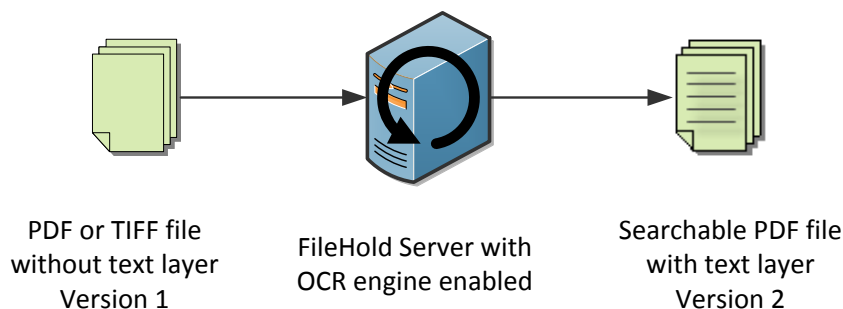 PDF or TIFF file
without text layer
Version 1
FileHold Server with
OCR engine enabled
Searchable PDF file
with text layer
Version 2